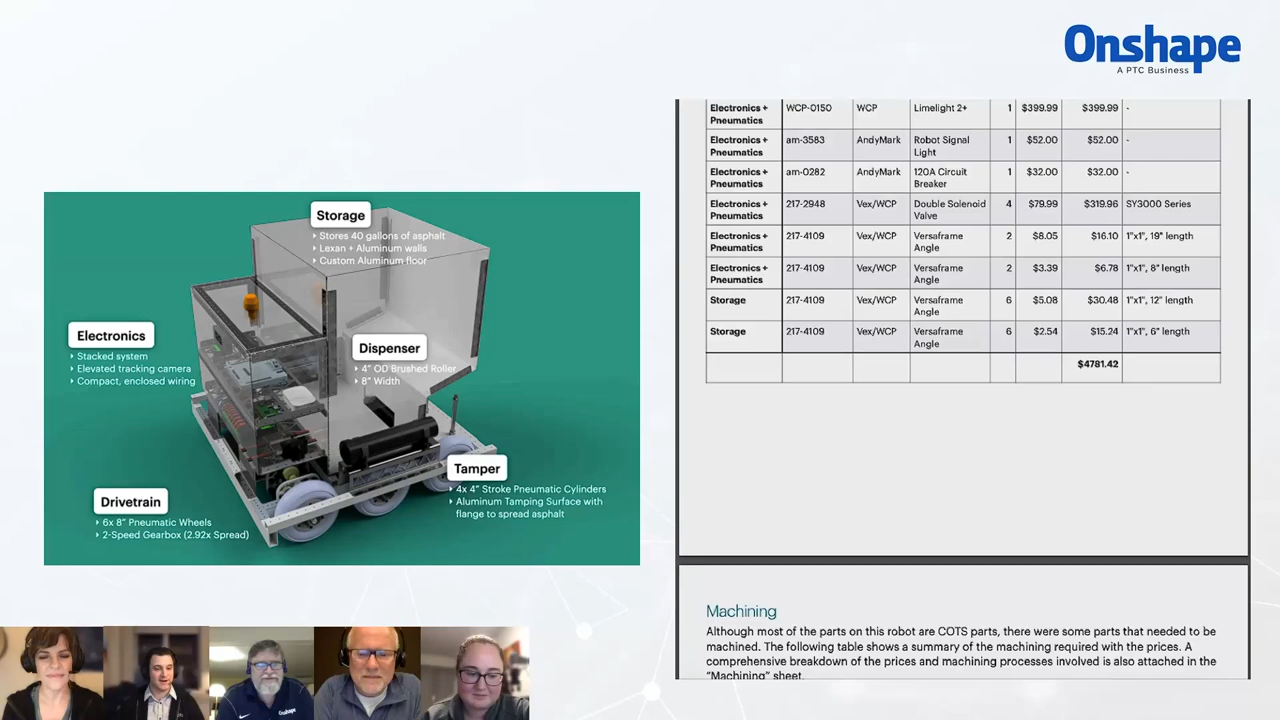 Onshape
A PTC Business
Storage
Stores 40 gallons of asphalt
Lexan + Aluminum walls
Custom Aluminum floor
Electronics
Stacked system
Elevated tracking camera
Compact, enclosed wiring
Dispenser
4" OD Brushed Roller
8" Width
Tamper
4x 4" Stroke Pneumatic Cylinders
Aluminum Tamping Surface with
flange to spread asphalt
Drivetrain
6x 8" Pneumatic Wheels
2-Speed Gearbox (2.92x Spread)
Electronics + Pneumatics WCP-0150 WCP Limelight 2+ 1 $399.99 $399.99 -
Electronics + Pneumatics am-3583 AndyMark Robot Signal Light 1 $52.00 $52.00 -
Electronics + Pneumatics am-0282 AndyMark 120A Circuit Breaker 1 $32.00 $32.00 -
Electronics + Pneumatics 217-2948 Vex/WCP Double Solenoid Valve 4 $79.99 $319.96 SY3000 Series
Electronics + Pneumatics 217-4109 Vex/WCP Versaframe Angle 2 $8.05 $16.10 1"x1", 19" length
Electronics + Pneumatics 217-4109 Vex/WCP Versaframe Angle 2 $3.39 $6.78 1"x1", 8" length
Storage 217-4109 Vex/WCP Versaframe Angle 6 $5.08 $30.48 1"x1", 12" length
Storage 217-4109 Vex/WCP Versaframe Angle 6 $2.54 $15.24 1"x1", 6" length
$4781.42
Machining
Although most of the parts on this robot are COTS parts, there were some parts that needed to be
machined. The following table shows a summary of the machining required with the prices. A
comprehensive breakdown of the prices and machining processes involved is also attached in the
"Machining" sheet.
Onshape